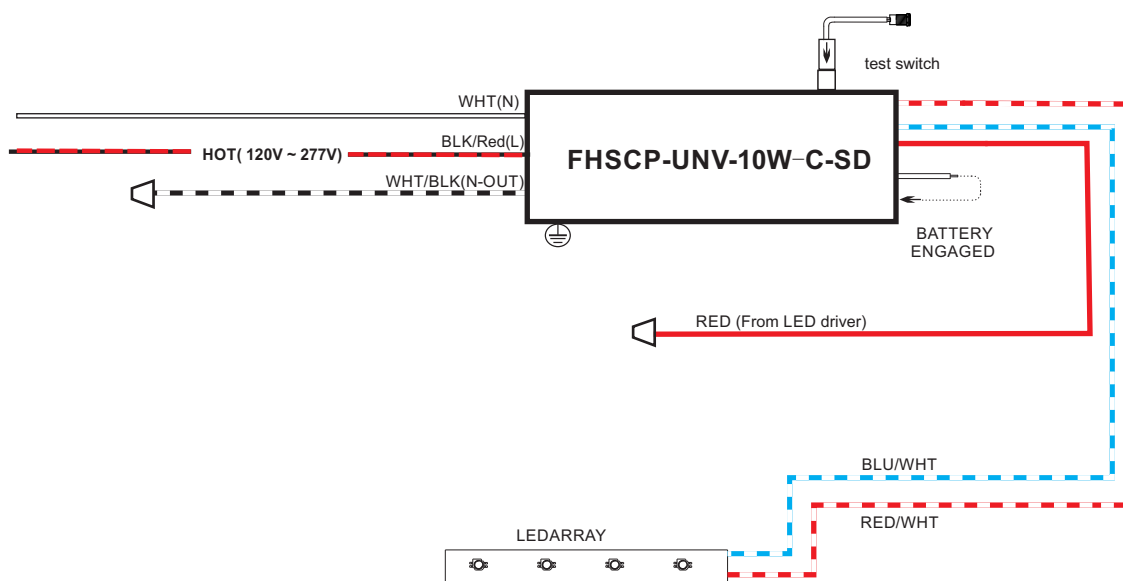 test switch
WHT(N)
BLK/Red(L)
HOT( 120V ~ 277V)
FHSCP-UNV-10W-C-SD
WHT/BLK(N-OUT)
BATTERY
ENGAGED
RED (From LED driver)
BLU/WHT
RED/WHT
LEDARRAY